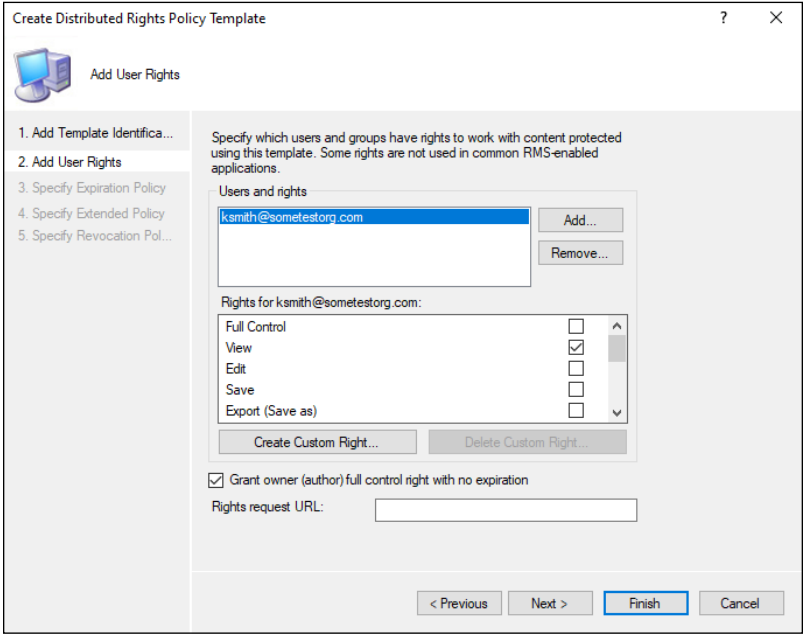 Create Distributed Rights Policy Template
?
Add User Rights
1. Add Template Identifica...
2. Add User Rights
3. Specify Expiration Policy
4. Specify Extended Policy
5. Specify Revocation Pol...
Specify which users and groups have rights to work with content protected
using this template. Some rights are not used in common RMS-enabled
applications.
Users and rights
ksmith@sometestorg.com
Add...
Remove...
Rights for ksmith@sometestorg.com:
Full Control
View
Edit
Save
Export (Save as)
Create Custom Right...
Delete Custom Right...
Grant owner (author) full control right with no expiration
Rights request URL:
< Previous
Next >
Finish
Cancel